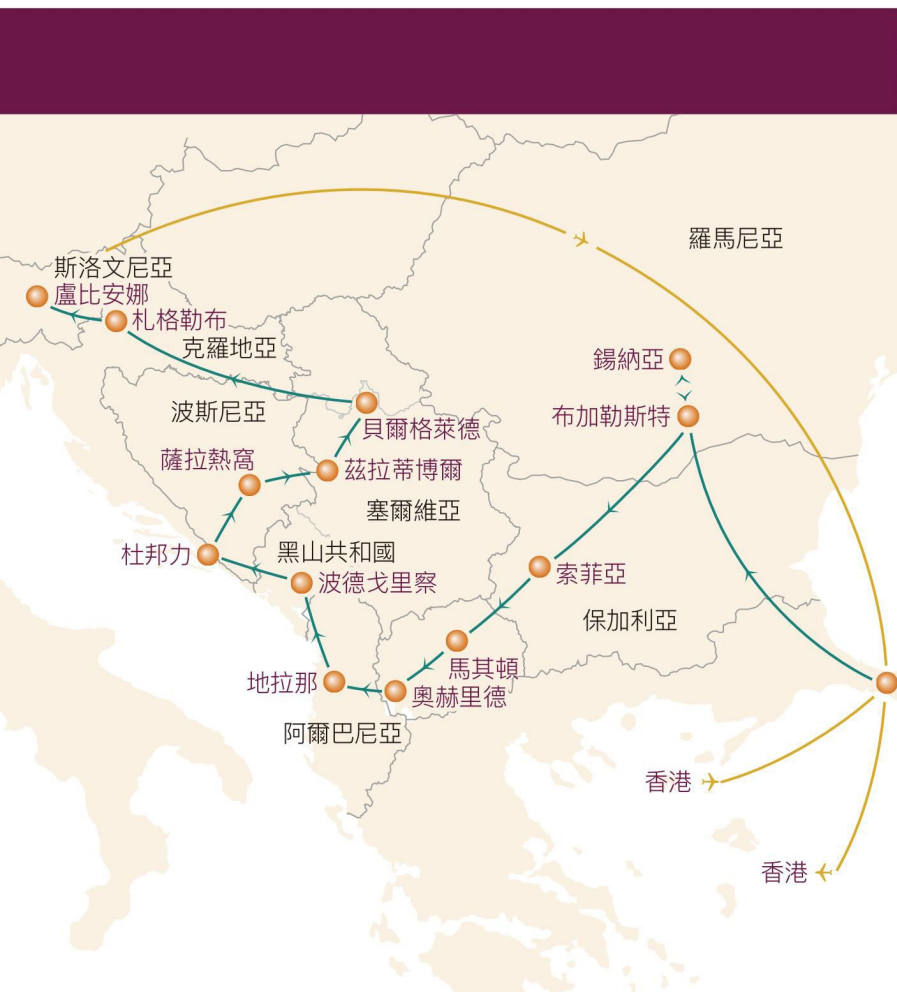 羅馬尼亞
斯洛文尼亞
盧比安娜
札格勒布
克羅地亞
鍚納亞
波斯尼亞
布加勒斯特
貝爾格萊德
薩拉熱窩
茲拉蒂博爾
塞爾維亞
杜邦力
黑山共和國
波德戈里察
索菲亞
保加利亞
馬其頓
地拉那
奧赫里德
阿爾巴尼亞
香港
香港